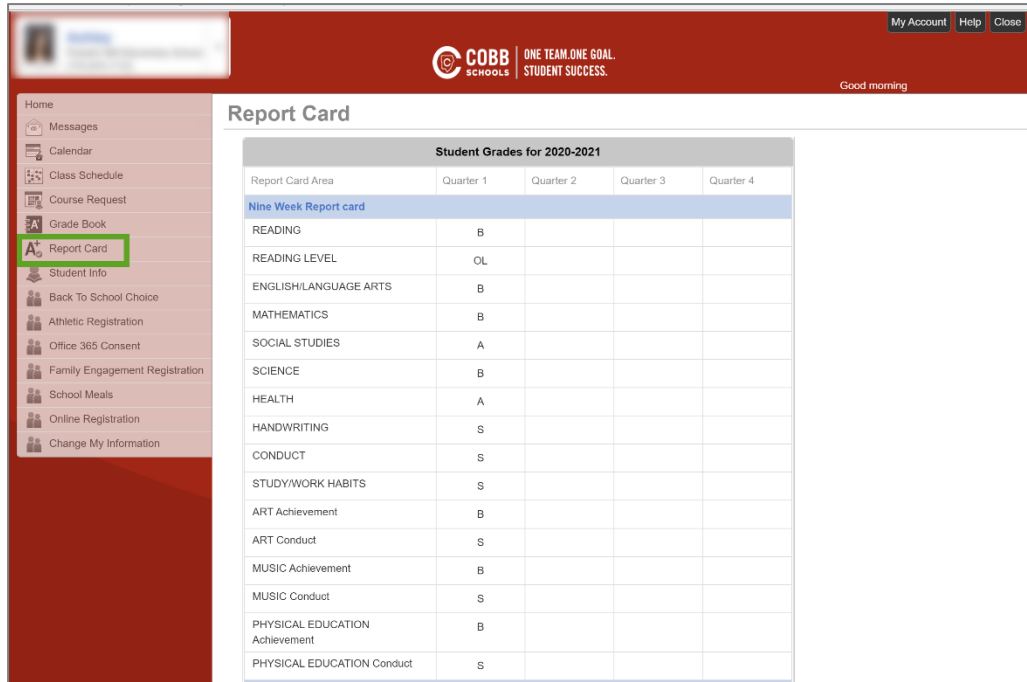 My Account Help Close
COBB SCHOOLS ONE TEAM.ONE GOAL. STUDENT SUCCESS.
Good morning
Home
Messages
Calendar
Class Schedule
Course Request
Grade Book
Report Card
Student Info
Back To School Choice
Athletic Registration
Office 365 Consent
Family Engagement Registration
School Meals
Online Registration
Change My Information
Report Card
Student Grades for 2020-2021
Report Card Area Quarter 1 Quarter 2 Quarter 3 Quarter 4
Nine Week Report card
READING B
READING LEVEL OL
ENGLISH/LANGUAGE ARTS B
MATHEMATICS B
SOCIAL STUDIES A
SCIENCE B
HEALTH A
HANDWRITING S
CONDUCT S
STUDY/WORK HABITS S
ART Achievement B
ART Conduct S
MUSIC Achievement B
MUSIC Conduct S
PHYSICAL EDUCATION
Achievement B
PHYSICAL EDUCATION Conduct S